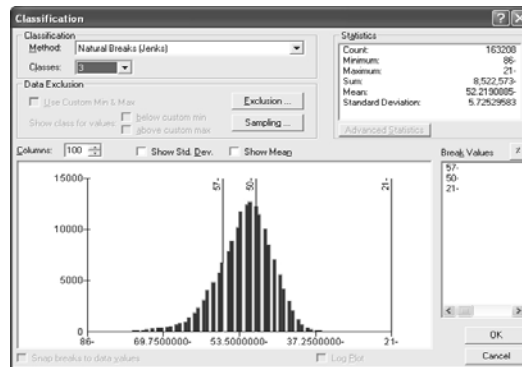 Classification
Classification
Method: Natural Breaks (Jenks)
Classes: 3
Data Exclusion
Use Custom Min & Max
Exclusion ...
Show class for values
below custom min
above custom max
Sampling ...
Statistics
Count: 163208
Minimum: 86-
Maximum: 21-
Sum: 8,522,573-
Mean: 52.2190885-
Standard Deviation: 5.72529583
Advanced Statistics
Columns: 100
Show Std. Dev.
Show Mean
Break Values %
57-
50-
21-
57-
50-
21-
15000
10000
5000
0
86-
69.7500000-
53.5000000-
37.2500000-
21-
OK
Cancel
Snap breaks to data values
Log Plot